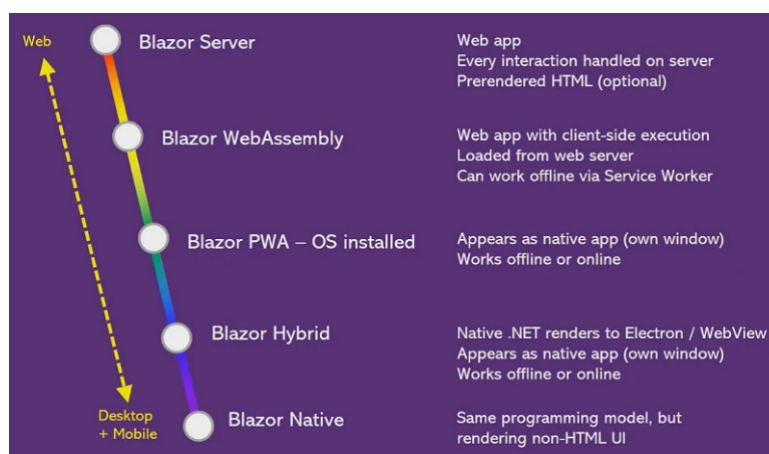 Web
Blazor Server
Web app
Every interaction handled on server
Prerendered HTML (optional)
Blazor WebAssembly
Web app with client-side execution
Loaded from web server
Can work offline via Service Worker
Blazor PWA – OS installed
Appears as native app (own window)
Works offline or online
Blazor Hybrid
Native .NET renders to Electron / WebView
Appears as native app (own window)
Works offline or online
Desktop
+ Mobile
Blazor Native
Same programming model, but
rendering non-HTML UI